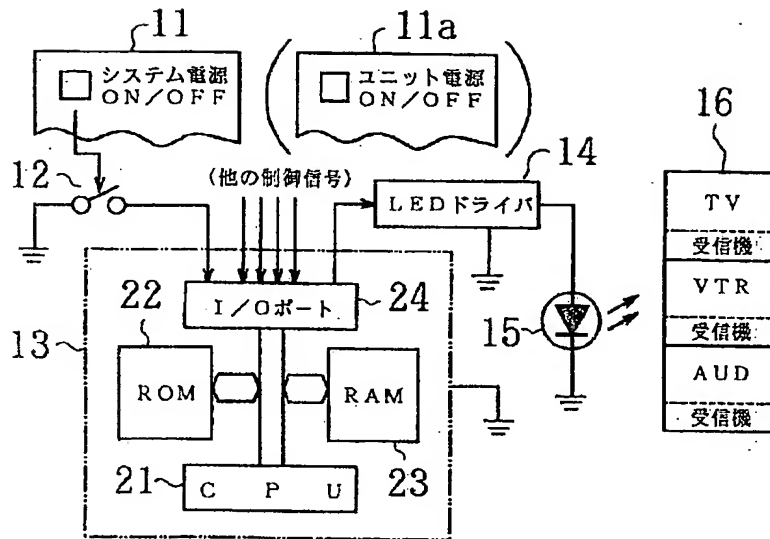 11
11a
システム電源
ON/OFF
ユニット電源
ON/OFF
16
12
(他の制御信号)
14
LEDドライバ
TV
受信機
VTR
受信機
AUD
受信機
22
I/Oポート
24
15
13
ROM
RAM
21
CPU
23